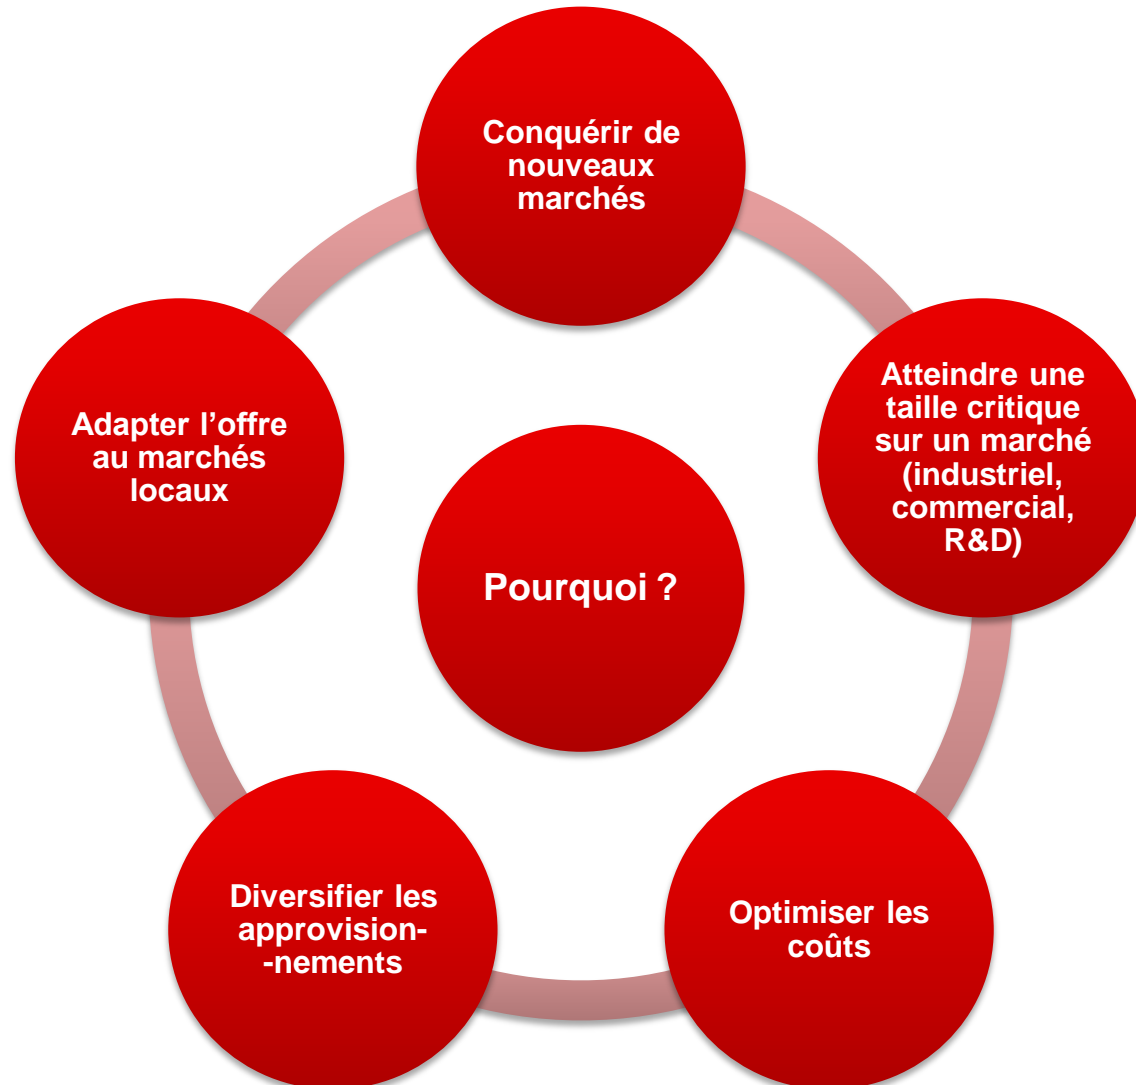 Conquérir de
nouveaux
marchés
Atteindre une
taille critique
sur un marché
(industriel,
commercial,
R&D)
Optimiser les
coûts
Diversifier les
approvision-
-nements
Adapter l’offre
au marchés
locaux
Pourquoi ?